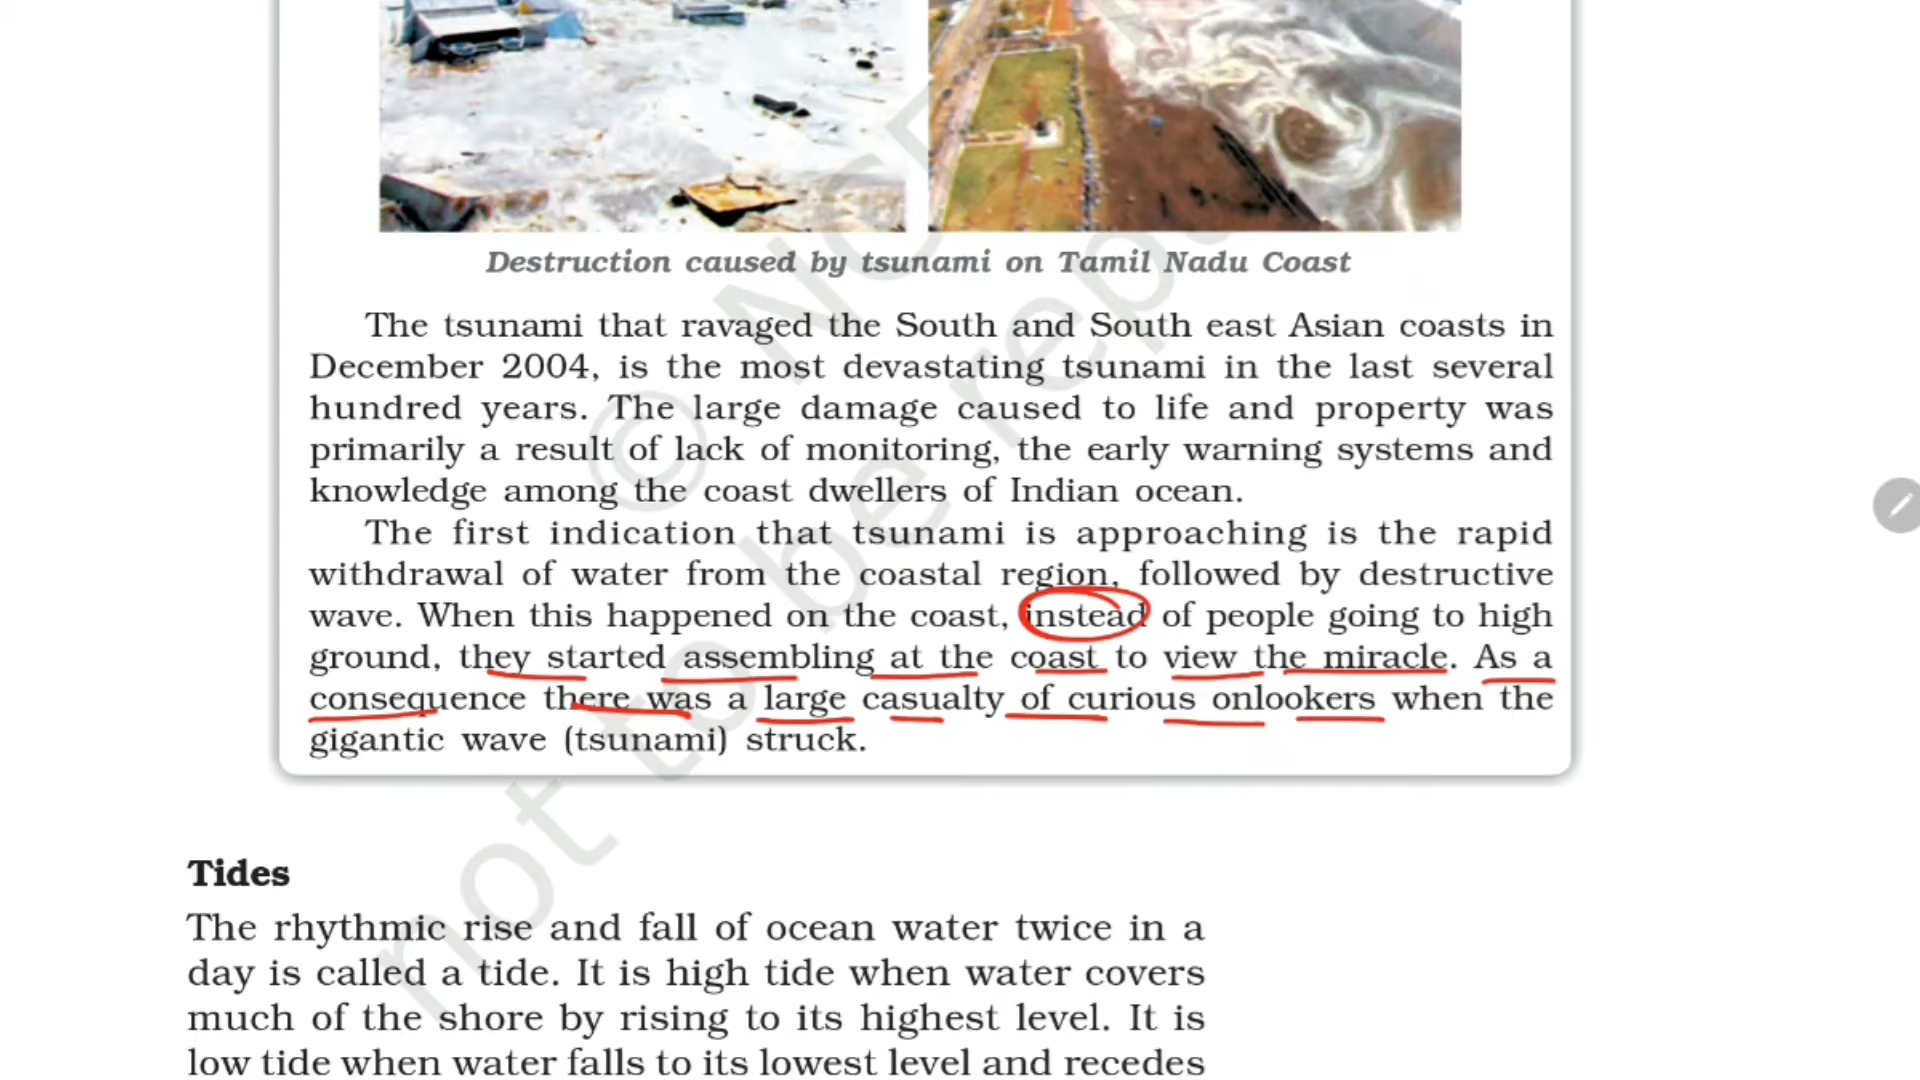 Destruction caused by tsunami on Tamil Nadu Coast
The tsunami that ravaged the South and South east Asian coasts in
December 2004, is the most devastating tsunami in the last several
hundred years. The large damage caused to life and property was
primarily a result of lack of monitoring, the early warning systems and
knowledge among the coast dwellers of Indian ocean.
The first indication that tsunami is approaching is the rapid
withdrawal of water from the coastal region, followed by destructive
wave. When this happened on the coast, instead of people going to high
ground, they started assembling at the coast to view the miracle. As a
consequence there was a large casualty of curious onlookers when the
gigantic wave (tsunami) struck.
Tides
The rhythmic rise and fall of ocean water twice in a
day is called a tide. It is high tide when water covers
much of the shore by rising to its highest level. It is
low tide when water falls to its lowest level and recedes
© NC
not to be rep